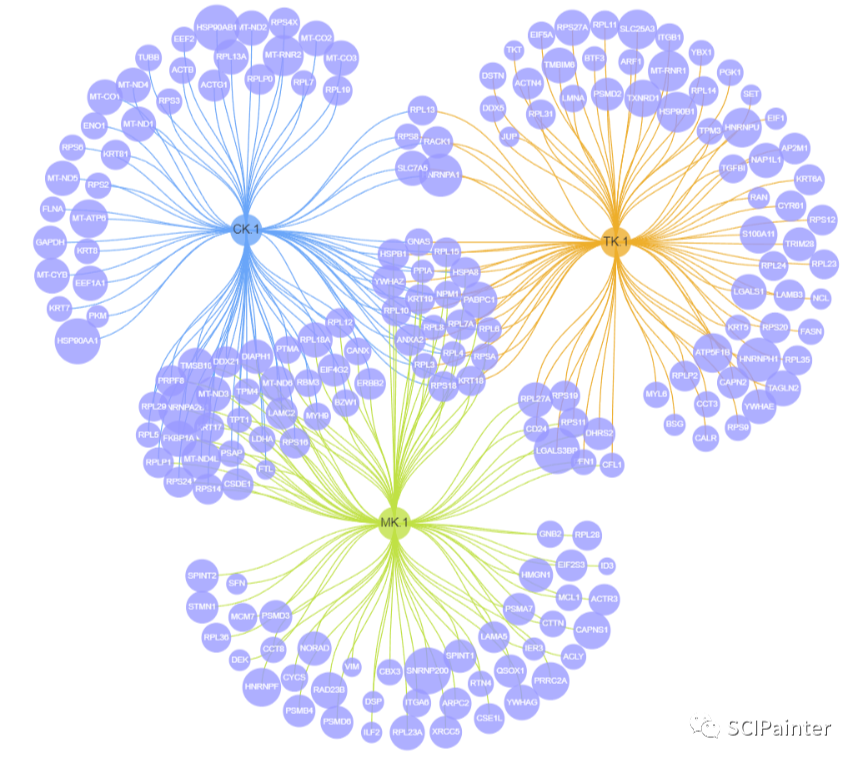 HSP90AB1
MT-ND2
RPS4X
EEF2
MT-CO2
RPL13A
MT-RNR2
MT-CO3
TUBB
ACTB
ACTG1
RPLP0
RPL7
RPL19
MT-ND4
MT-CO1
RPS3
ENO1
MT-ND1
RPS6
KRT81
MT-ND5
RPS2
FLNA
MT-ATP6
GAPDH
KRT8
MT-CYB
EEF1A1
KRT7
PKM
HSP90AA1
CK.1
RPL13
RPS8
RACK1
SLC7A5
NRNPA1
EIF5A
RPS27A
RPL11
SLC25A3
ITGB1
YBX1
TKT
TMBIM6
BTF3
ARF1
MT-RNR1
PGK1
DSTN
ACTN4
LMNA
PSMD2
TXNRD1
RPL14
SET
DDX5
RPL31
HSP90B1
EIF1
JUP
TPM3
HNRNPU
AP2M1
TGFBI
NAP1L1
KRT6A
RAN
CYR61
RPS12
S100A11
TRIM28
RPL24
RPL23
LGALS1
LAMB3
NCL
KRT5
RPS20
FASN
ATP5F1B
HNRNPH1
RPL35
RPLP2
CAPN2
TAGLN2
MYL6
CCT3
YWHAE
BSG
CALR
RPS9
TK.1
GNAS
RPL15
HSPB1
PPIA
HSPA8
YWHAZ
KRT19
NPM1
PABPC1
RPL10
RPL8
RPL7A
RPL6
ANXA2
RPL4
RPSA
RPL3
RPS18
KRT18
RPL12
RPL18A
PTMA
DIAPH1
DDX21
TMSB10
CANX
EIF4G2
PRPF8
MT-ND3
TPM4
MT-ND6
RBM3
ERBB2
BZW1
RPL29
NRNPA2B
LAMC2
MYH9
TPT1
RPL5
FKBP1A
KRT17
LDHA
RPS16
RPLP1
MT-ND4L
PSAP
FTL
RPS24
RPS14
CSDE1
RPL27A
RPS19
CD24
RPS11
DHRS2
LGALS3BP
FN1
CFL1
MK.1
GNB2
RPL28
SPINT2
SFN
HMGN1
EIF2S3
ID3
STMN1
MCM7
PSMD3
PSMA7
MCL1
ACTR3
RPL36
CTTN
CAPNS1
LAMA5
DEK
CCT8
NORAD
IER3
ACLY
SPINT1
HNRNPF
CYCS
VIM
CBX3
SNRNP200
QSOX1
PRRC2A
RAD23B
RTN4
PSMB4
DSP
ITGA6
ARPC2
YWHAG
PSMD6
ILF2
RPL23A
XRCC5
CSE1L
SCIPainter